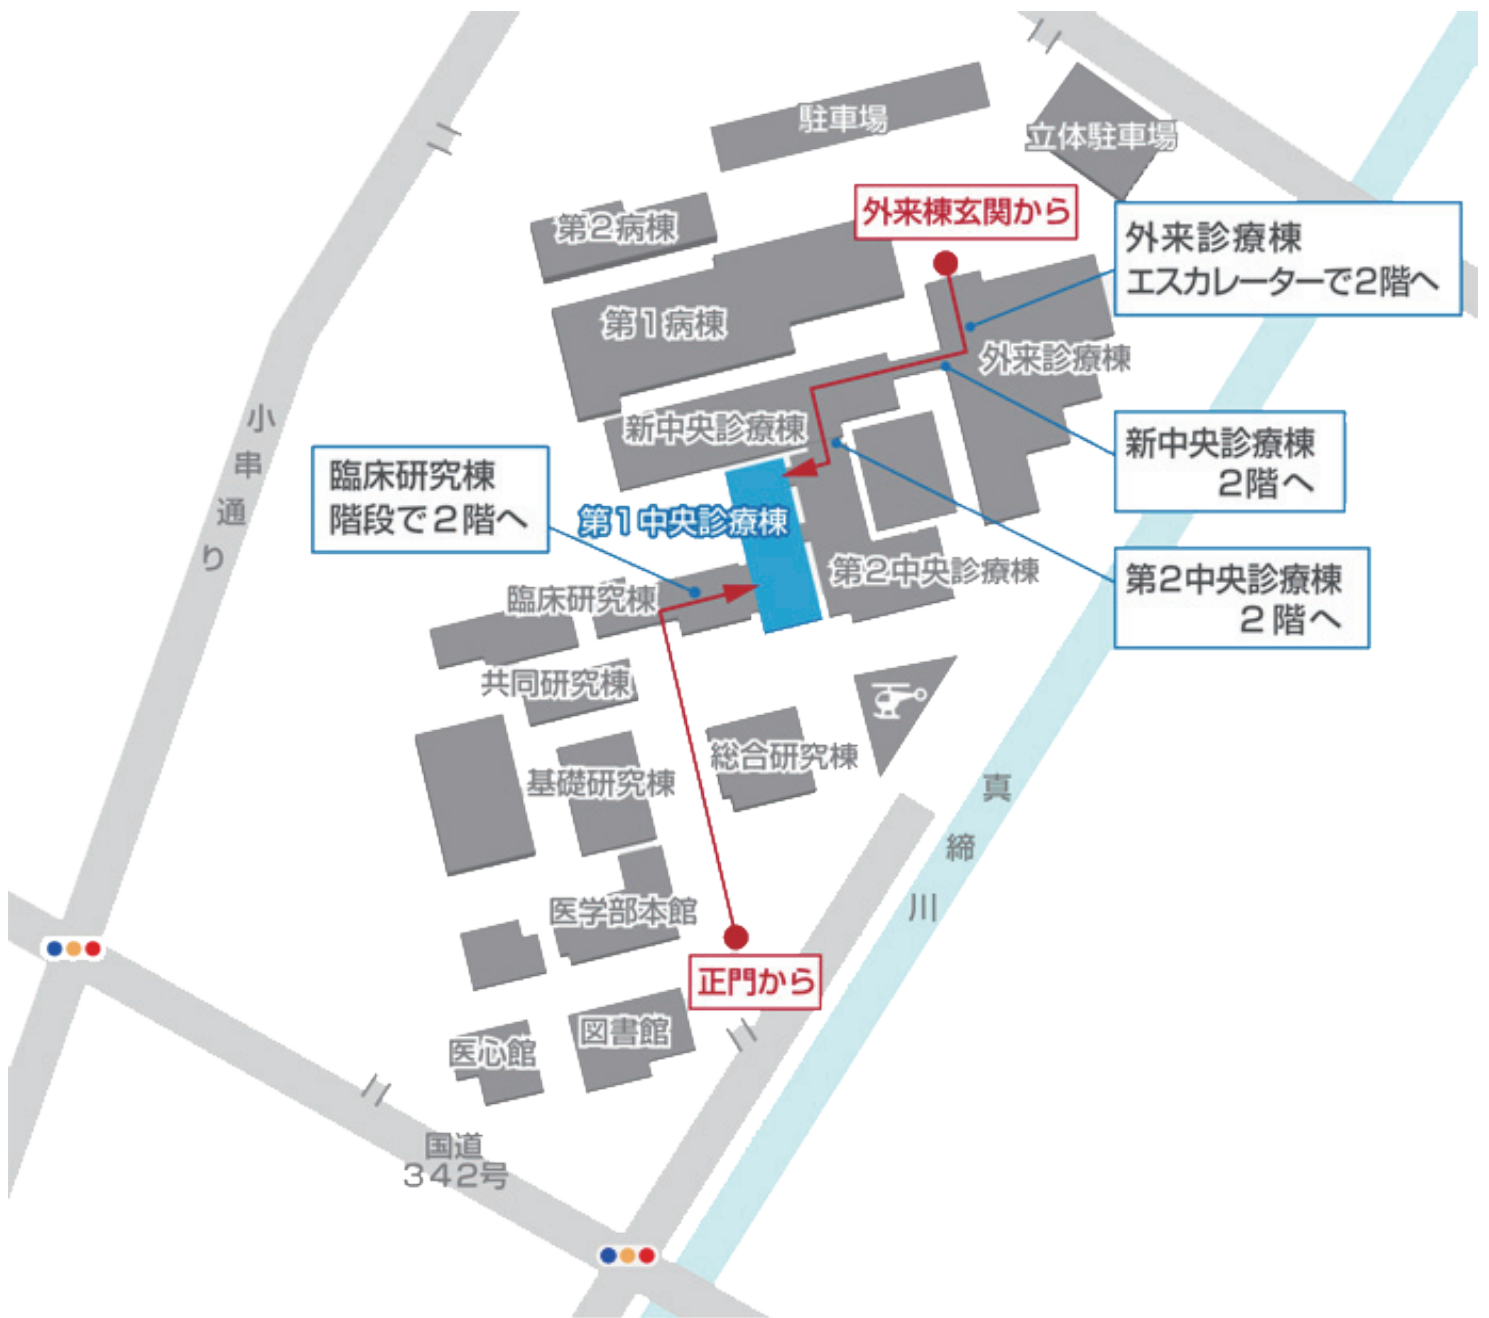 駐車場
立体駐車場
外来棟玄関から
外来診療棟
エスカレーターで2階へ
第2病棟
第1病棟
外来診療棟
新中央診療棟
新中央診療棟
2階へ
小串通り
臨床研究棟
階段で2階へ
第1中央診療棟
第2中央診療棟
第2中央診療棟
2階へ
臨床研究棟
共同研究棟
総合研究棟
基礎研究棟
真締川
医学部本館
正門から
図書館
医心館
国道
342号